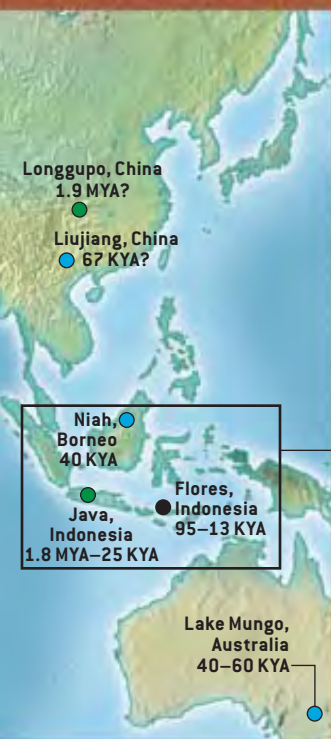 Longgupo, China
1.9 MYA?
Liujiang, China
67 KYA?
Niah,
Borneo
40 KYA
Flores,
Indonesia
95–13 KYA
Java,
Indonesia
1.8 MYA–25 KYA
Lake Mungo,
Australia
40–60 KYA